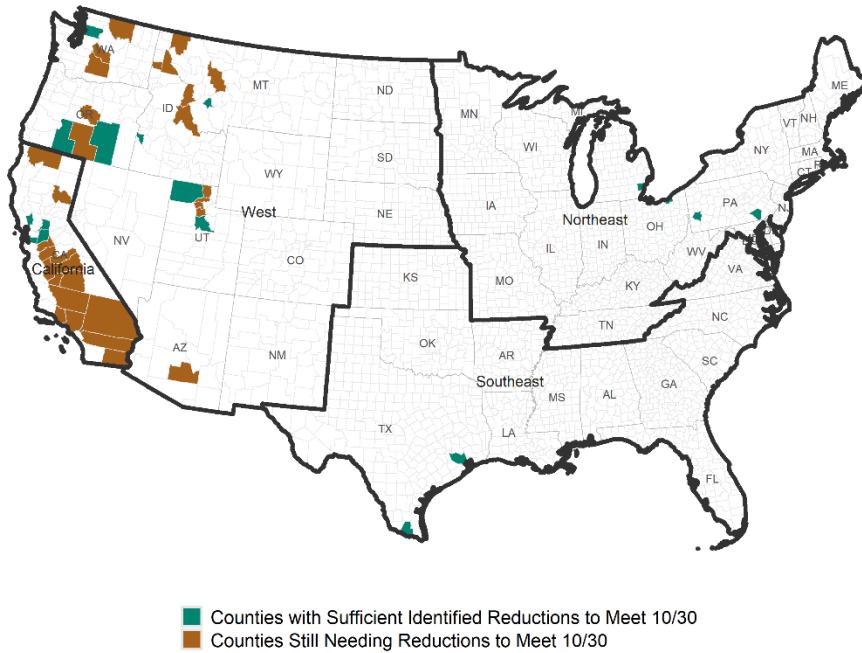 WA
MT
ND
MN
ME
ID
OR
SD
WI
MI
VT
NH
NY
MA
CT
WY
IA
PA
NJ
NE
Northeast
OH
West
NV
UT
IL
IN
WV
CA
California
CO
MO
KY
VA
KS
TN
NC
AZ
NM
OK
AR
SC
Southeast
MS
AL
GA
TX
LA
FL
Counties with Sufficient Identified Reductions to Meet 10/30
Counties Still Needing Reductions to Meet 10/30